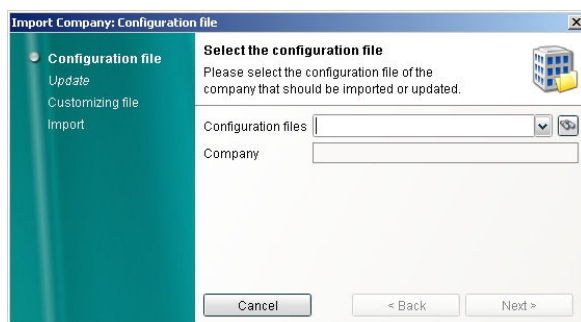 Import Company: Configuration file
Configuration file
Update
Customizing file
Import
Select the configuration file
Please select the configuration file of the
company that should be imported or updated.
Configuration files
Company
Cancel
< Back
Next >